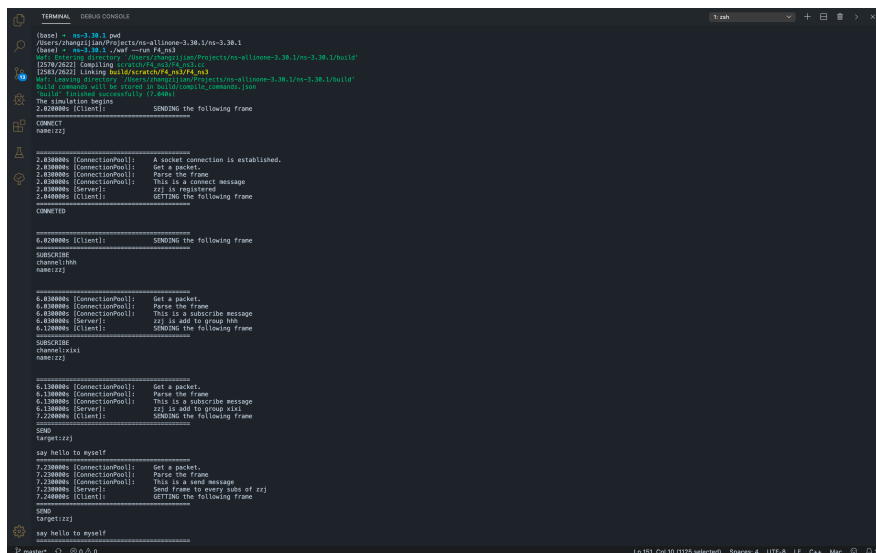 TERMINAL DEBUG CONSOLE 1: zsh
(base) → ns-3.30.1 pwd
/Users/zhangzijian/Projects/ns-allinone-3.30.1/ns-3.30.1
(base) → ns-3.30.1 ./waf --run F4_ns3
Waf: Entering directory `/Users/zhangzijian/Projects/ns-allinone-3.30.1/ns-3.30.1/build'
[2570/2622] Compiling scratch/F4_ns3/F4_ns3.cc
[2583/2622] Linking build/scratch/F4_ns3/F4_ns3
Waf: Leaving directory `/Users/zhangzijian/Projects/ns-allinone-3.30.1/ns-3.30.1/build'
Build commands will be stored in build/compile_commands.json
'build' finished successfully (7.040s)
The simulation begins
2.020000s [Client]: SENDING the following frame
========================================
CONNECT
name:zzj
========================================
2.030000s [ConnectionPool]: A socket connection is established.
2.030000s [ConnectionPool]: Get a packet.
2.030000s [ConnectionPool]: Parse the frame
2.030000s [ConnectionPool]: This is a connect message
2.030000s [Server]: zzj is registered
2.040000s [Client]: GETTING the following frame
========================================
CONNETED
========================================
6.020000s [Client]: SENDING the following frame
========================================
SUBSCRIBE
channel:hhh
name:zzj
========================================
6.030000s [ConnectionPool]: Get a packet.
6.030000s [ConnectionPool]: Parse the frame
6.030000s [ConnectionPool]: This is a subscribe message
6.030000s [Server]: zzj is add to group hhh
6.120000s [Client]: SENDING the following frame
========================================
SUBSCRIBE
channel:xixi
name:zzj
========================================
6.130000s [ConnectionPool]: Get a packet.
6.130000s [ConnectionPool]: Parse the frame
6.130000s [ConnectionPool]: This is a subscribe message
6.130000s [Server]: zzj is add to group xixi
7.220000s [Client]: SENDING the following frame
========================================
SEND
target:zzj
say hello to myself
========================================
7.230000s [ConnectionPool]: Get a packet.
7.230000s [ConnectionPool]: Parse the frame
7.230000s [ConnectionPool]: This is a send message
7.230000s [Server]: Send frame to every subs of zzj
7.240000s [Client]: GETTING the following frame
========================================
SEND
target:zzj
say hello to myself
========================================
master* 0 0 0 Ln 151, Col 10 (1125 selected) Spaces: 4 UTF-8 LF C++ Mac